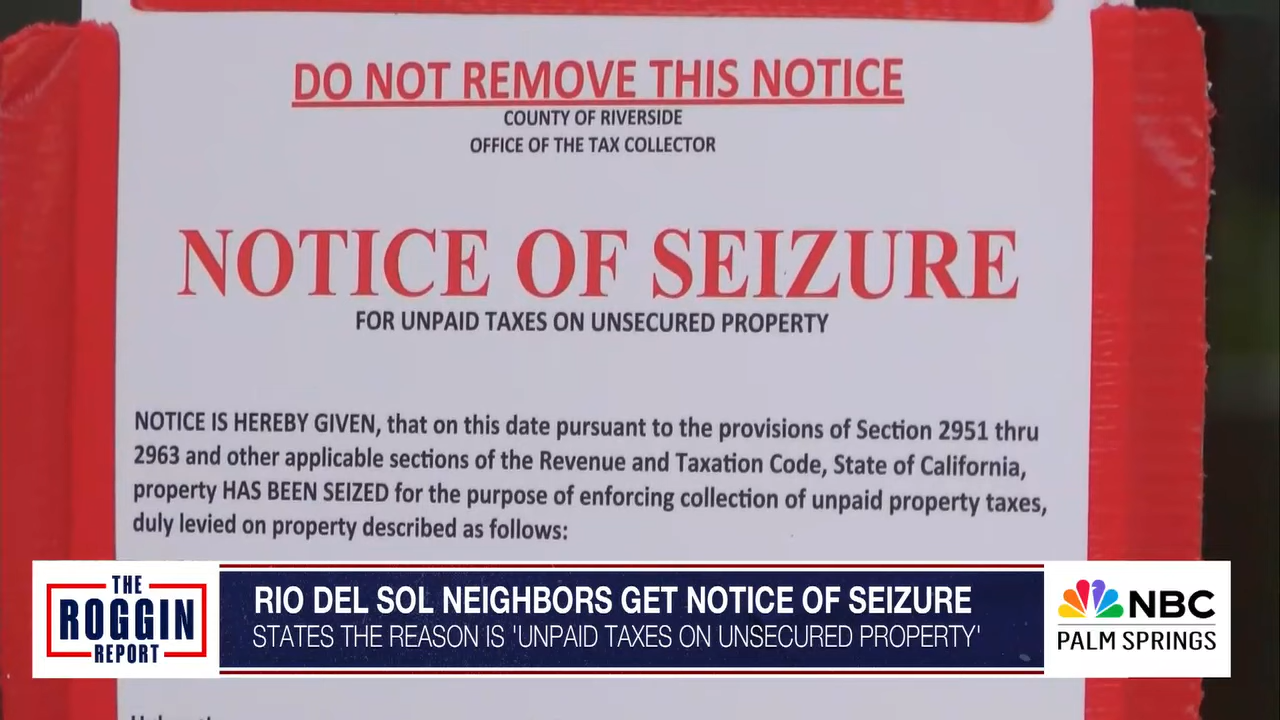 DO NOT REMOVE THIS NOTICE
COUNTY OF RIVERSIDE
OFFICE OF THE TAX COLLECTOR
NOTICE OF SEIZURE
FOR UNPAID TAXES ON UNSECURED PROPERTY
NOTICE IS HEREBY GIVEN, that on this date pursuant to the provisions of Section 2951 thru
2963 and other applicable sections of the Revenue and Taxation Code, State of California,
property HAS BEEN SEIZED for the purpose of enforcing collection of unpaid property taxes,
duly levied on property described as follows:
THE
ROGGIN
REPORT
RIO DEL SOL NEIGHBORS GET NOTICE OF SEIZURE
STATES THE REASON IS 'UNPAID TAXES ON UNSECURED PROPERTY'
NBC
PALM SPRINGS